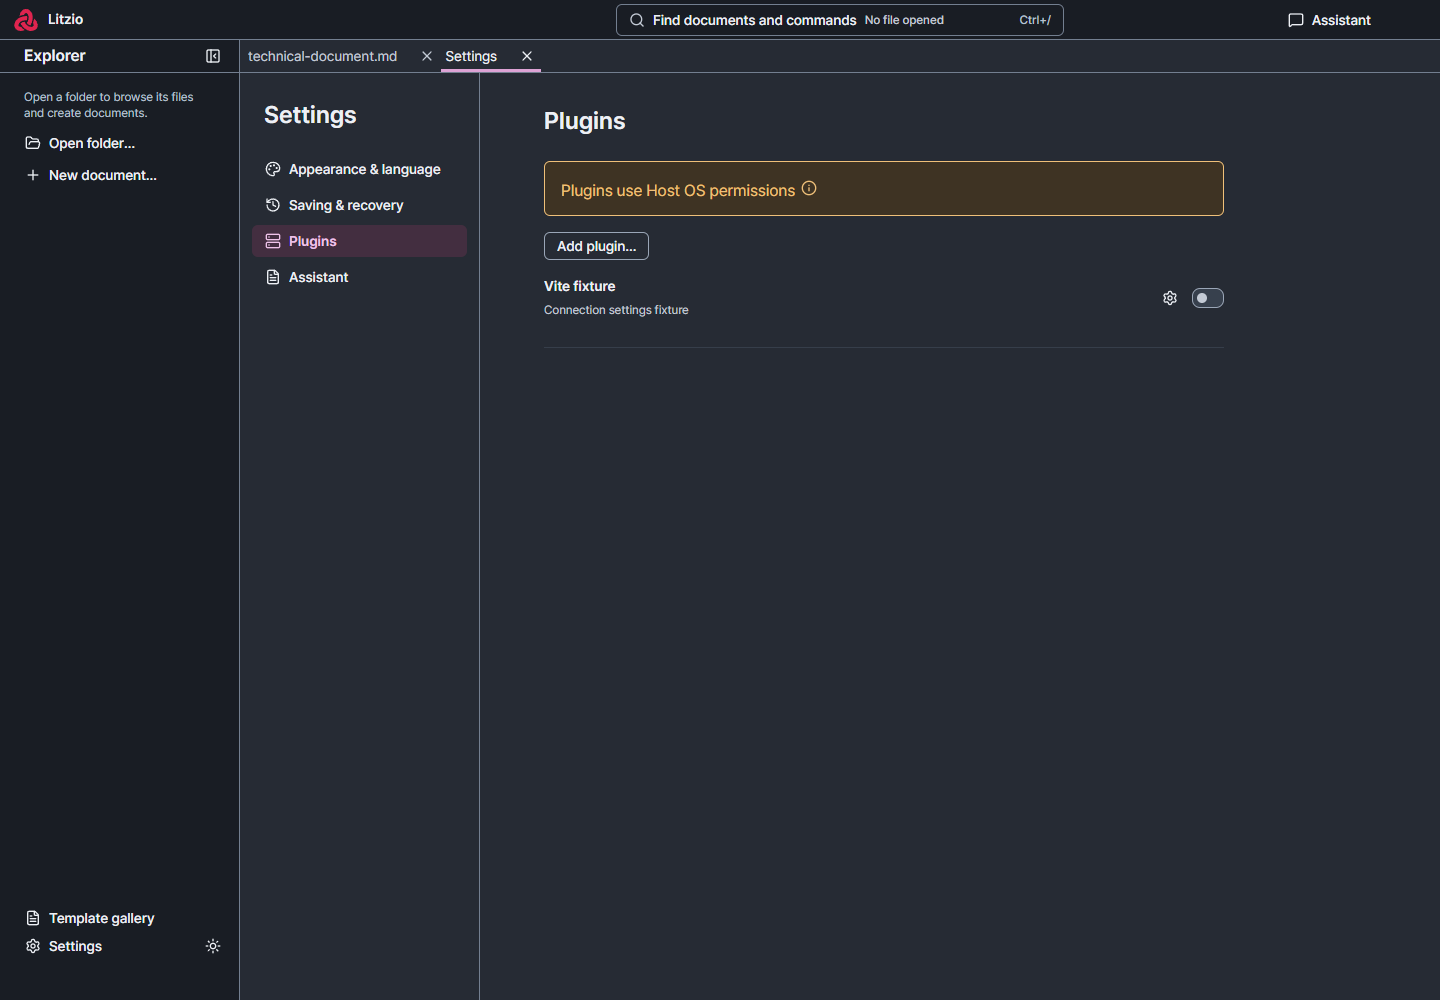 Litzio
Find documents and commands No file opened Ctrl+/
Assistant
Explorer
technical-document.md
Settings
Open a folder to browse its files
and create documents.
Open folder...
New document...
Template gallery
Settings
Settings
Appearance & language
Saving & recovery
Plugins
Assistant
Plugins
Plugins use Host OS permissions
Add plugin...
Vite fixture
Connection settings fixture